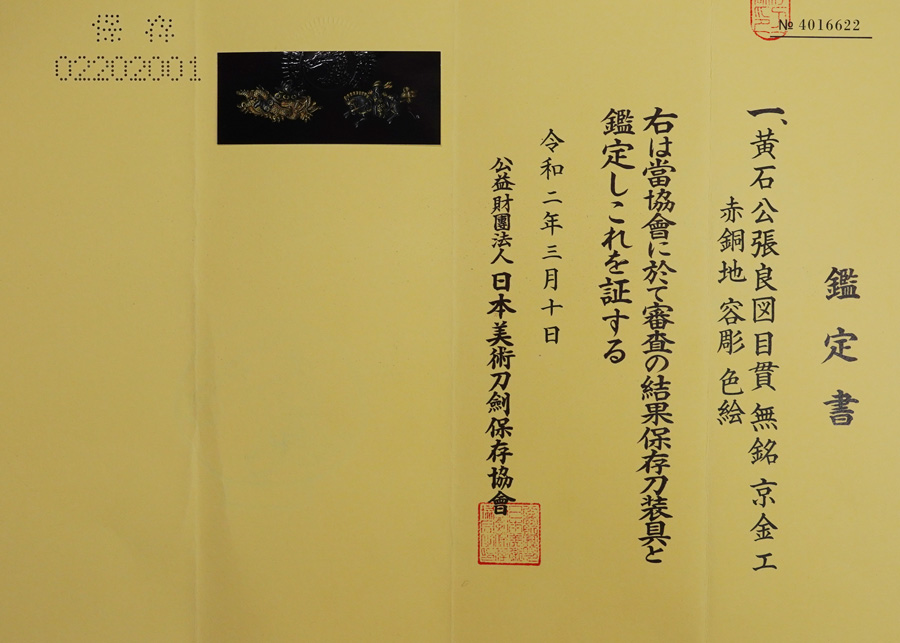 № 4016622
鑑定書
一、黄石公張良図目貫 無銘 京金工
赤銅地 容彫 色絵
右は當協會に於て審査の結果保存刀装具と
鑑定しこれを証する
令和二年三月十日
公益財團法人 日本美術刀劍保存協會
保存
02202001